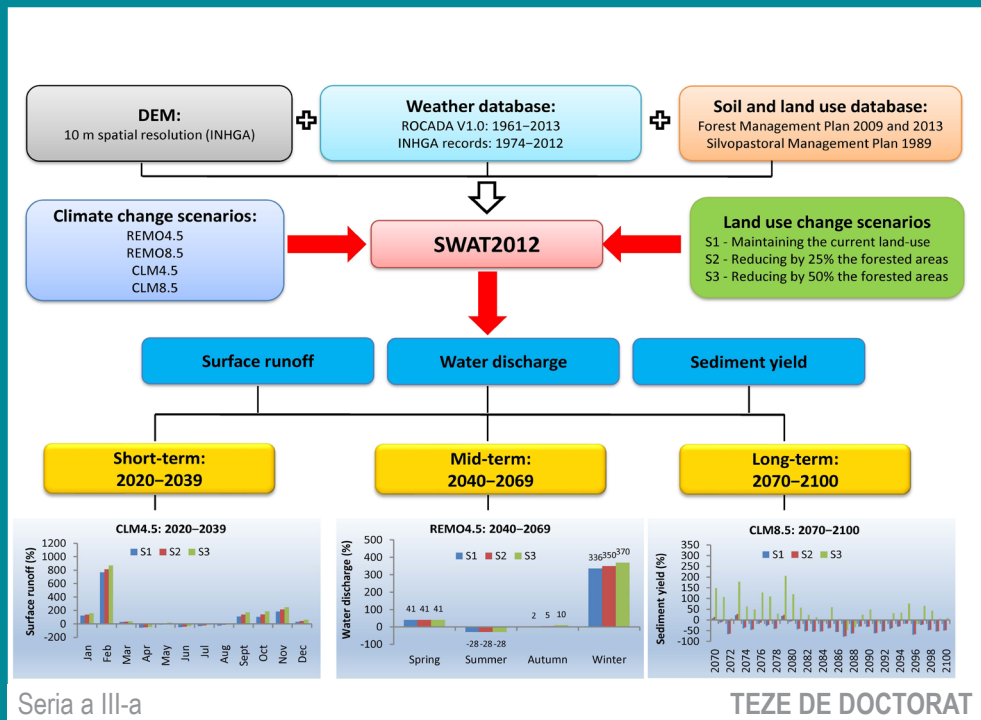 DEM:
10 m spatial resolution (INHGA)
Weather database:
ROCADA V1.0: 1961–2013
INHGA records: 1974–2012
Soil and land use database:
Forest Management Plan 2009 and 2013
Silvopastoral Management Plan 1989
Climate change scenarios:
REMO4.5
REMO8.5
CLM4.5
CLM8.5
SWAT2012
Land use change scenarios
S1 - Maintaining the current land-use
S2 - Reducing by 25% the forested areas
S3 - Reducing by 50% the forested areas
Surface runoff
Water discharge
Sediment yield
Short-term:
2020–2039
Mid-term:
2040–2069
Long-term:
2070–2100
CLM4.5: 2020–2039
S1 S2 S3
Surface runoff (%)
1200
1000
800
600
400
200
0
-200
Jan Feb Mar Apr May Jun Jul Aug Sept Oct Nov Dec
REMO4.5: 2040–2069
S1 S2 S3
Water discharge (%)
500
400
300
200
100
0
-100
41 41 41
-28 -28 -28
2 5 10
336 350 370
Spring Summer Autumn Winter
CLM8.5: 2070–2100
S1 S2 S3
Sediment yield (%)
350
300
250
200
150
100
50
0
-50
-100
2070 2072 2074 2076 2078 2080 2082 2084 2086 2088 2090 2092 2094 2096 2098 2100
Seria a III-a
TEZE DE DOCTORAT